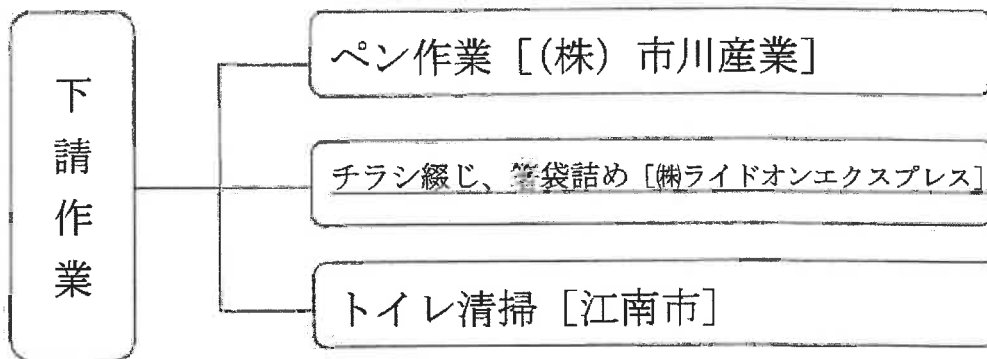 下請作業
ペン作業［(株) 市川産業］
チラシ綴じ、袋詰め［㈱ライドオンエクスプレス］
トイレ清掃［江南市］